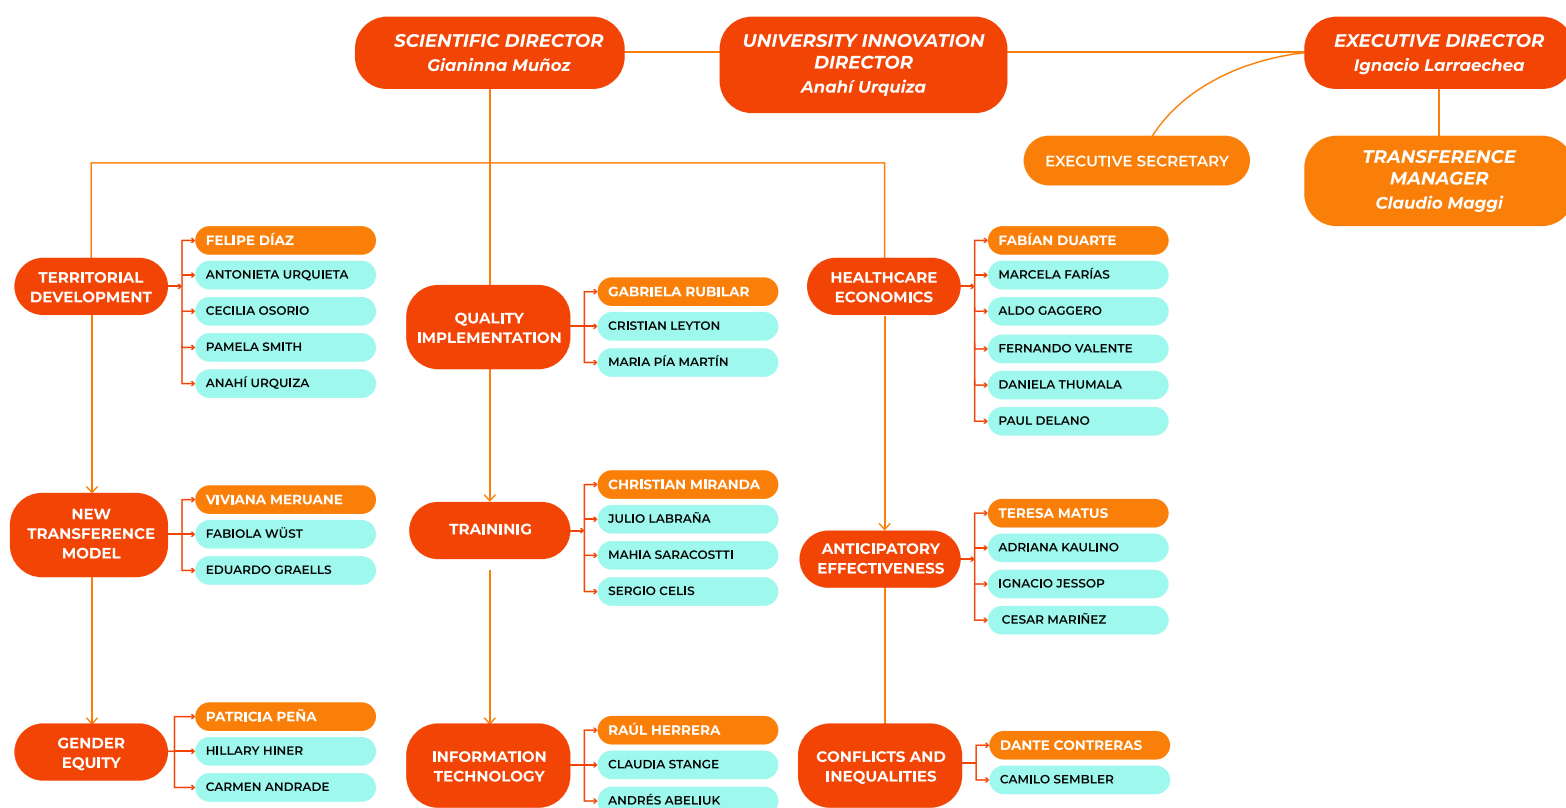 SCIENTIFIC DIRECTOR
Gianinna Muñoz
UNIVERSITY INNOVATION
DIRECTOR
Anahí Urquiza
EXECUTIVE DIRECTOR
Ignacio Larraechea
EXECUTIVE SECRETARY
TRANSFERENCE
MANAGER
Claudio Maggi
TERRITORIAL
DEVELOPMENT
FELIPE DÍAZ
ANTONIETA URQUIETA
CECILIA OSORIO
PAMELA SMITH
ANAHÍ URQUIZA
QUALITY
IMPLEMENTATION
GABRIELA RUBILAR
CRISTIAN LEYTON
MARIA PÍA MARTÍN
HEALTHCARE
ECONOMICS
FABÍAN DUARTE
MARCELA FARÍAS
ALDO GAGGERO
FERNANDO VALENTE
DANIELA THUMALA
PAUL DELANO
NEW
TRANSFERENCE
MODEL
VIVIANA MERUANE
FABIOLA WÜST
EDUARDO GRAELLS
TRAININIG
CHRISTIAN MIRANDA
JULIO LABRAÑA
MAHIA SARACOSTTI
SERGIO CELIS
ANTICIPATORY
EFFECTIVENESS
TERESA MATUS
ADRIANA KAULINO
IGNACIO JESSOP
CESAR MARIÑEZ
GENDER
EQUITY
PATRICIA PEÑA
HILLARY HINER
CARMEN ANDRADE
INFORMATION
TECHNOLOGY
RAÚL HERRERA
CLAUDIA STANGE
ANDRÉS ABELIUK
CONFLICTS AND
INEQUALITIES
DANTE CONTRERAS
CAMILO SEMBLER